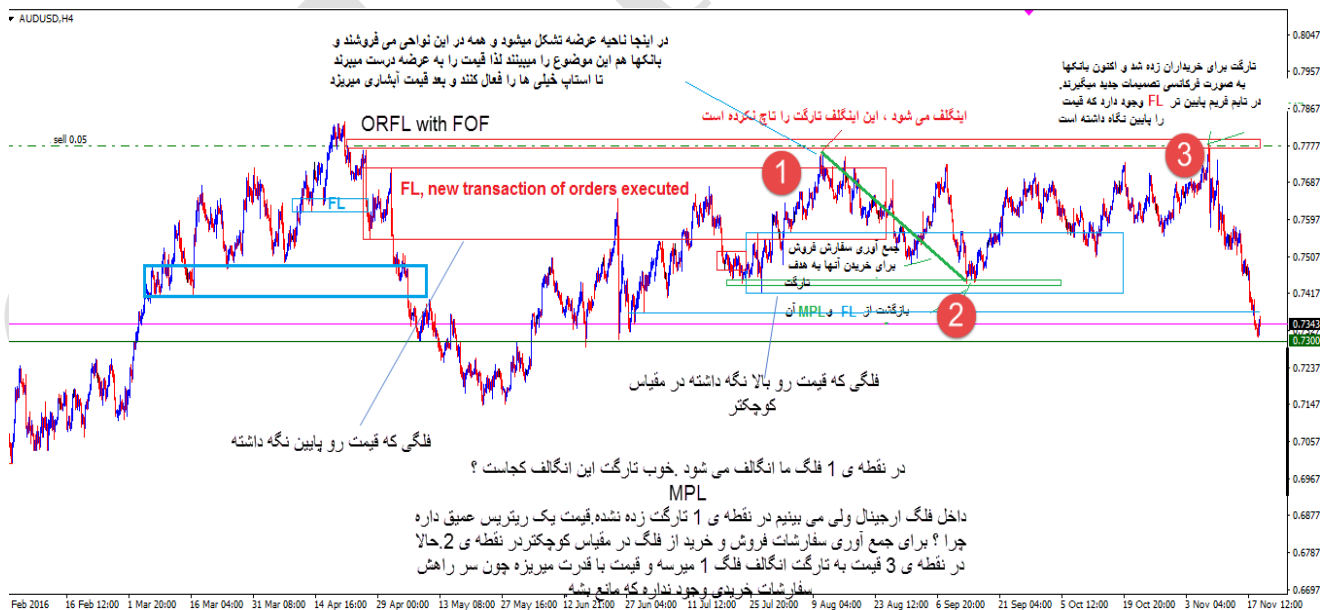 AUDUSD,H4
در اینجا ناحیه عرضه تشکل میشود و همه در این نواحی می فروشند و
بانکها هم این موضوع را میبینند لذا قیمت را به عرضه درست میبرند
تا استاپ خیلی ها را فعال کنند و بعد قیمت آبشاری میریزد
تارگت برای خریداران زده شد و اکنون بانکها
به صورت فرکانسی تصمیمات جدید میگیرند.
در تایم فریم پایین تر FL وجود دارد که قیمت
را پایین نگاه داشته است
ORFL with FOF
اینگلف می شود ، این اینگلف تارگت را تاچ نکرده است
sell 0.05
1
3
FL, new transaction of orders executed
FL
جمع آوری سفارش فروش
برای خریدن آنها به هدف
تارگت
بازگشت از FL و MPL آن
2
فلگی که قیمت رو بالا نگه داشته در مقیاس
کوچکتر
فلگی که قیمت رو پایین نگه داشته
در نقطه ی 1 فلگ ما انگالف می شود .خوب تارگت این انگالف کجاست ؟
MPL
داخل فلگ ارجینال ولی می بینیم در نقطه ی 1 تارگت زده نشده.قیمت یک ریتریس عمیق داره
چرا ؟ برای جمع آوری سفارشات فروش و خرید از فلگ در مقیاس کوچکتردر نقطه ی 2.حالا
در نقطه ی 3 قیمت به تارگت انگالف فلگ 1 میرسه و قیمت با قدرت میریزه چون سر راهش
سفارشات خریدی وجود نداره که مانع بشه.
0.8047
0.7957
0.7867
0.7777
0.7687
0.7597
0.7507
0.7417
0.7343
0.7300
0.7237
0.7147
0.7057
0.6967
0.6877
0.6787
0.6697
Feb 2016 16 Feb 12:00 1 Mar 20:00 16 Mar 04:00 31 Mar 08:00 14 Apr 16:00 29 Apr 00:00 13 May 08:00 27 May 16:00 12 Jun 21:00 27 Jun 04:00 11 Jul 12:00 25 Jul 20:00 9 Aug 04:00 23 Aug 12:00 6 Sep 20:00 21 Sep 04:00 5 Oct 12:00 19 Oct 20:00 3 Nov 04:00 17 Nov 12:00